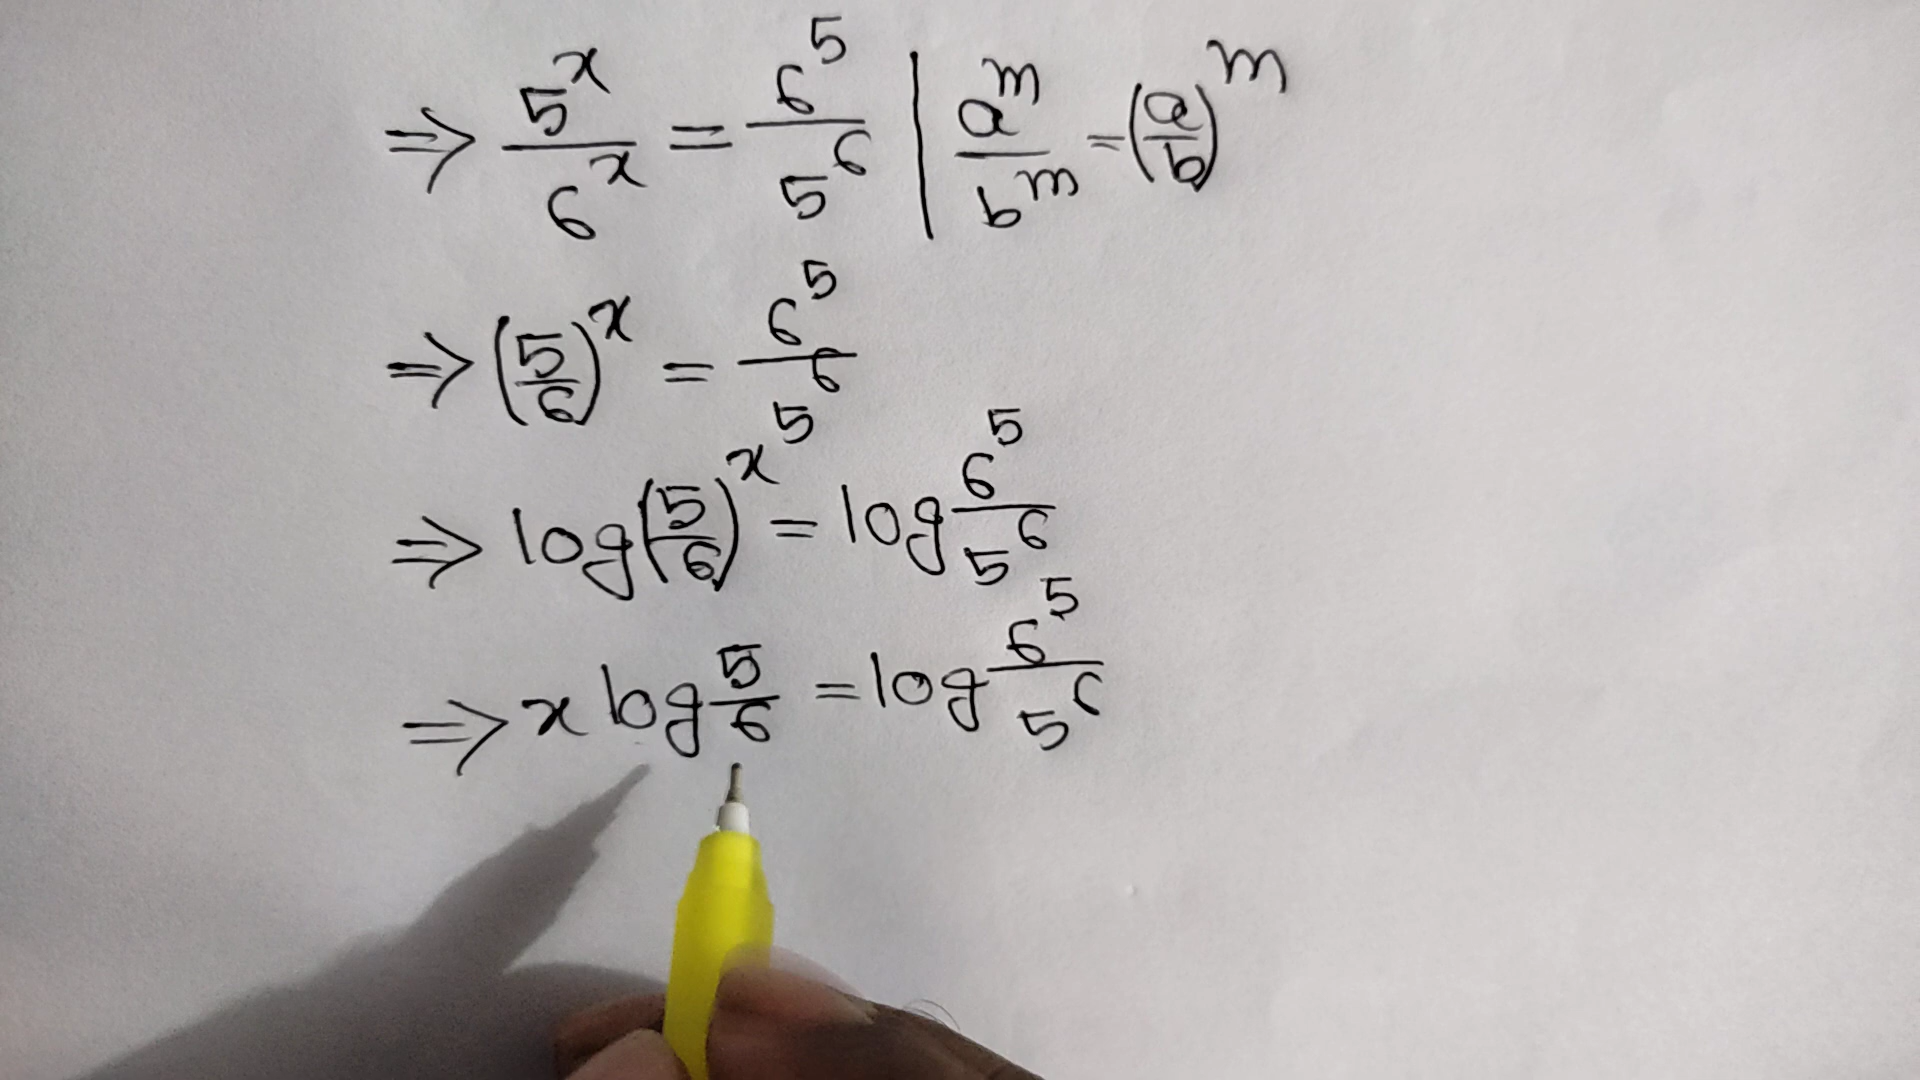 ⇒ 5^x/6^x = 6^5/5^6 | a^m/b^m = (a/b)^m
⇒ (5/6)^x = 6^5/5^6
⇒ log(5/6)^x = log 6^5/5^6
⇒ x log 5/6 = log 6^5/5^6